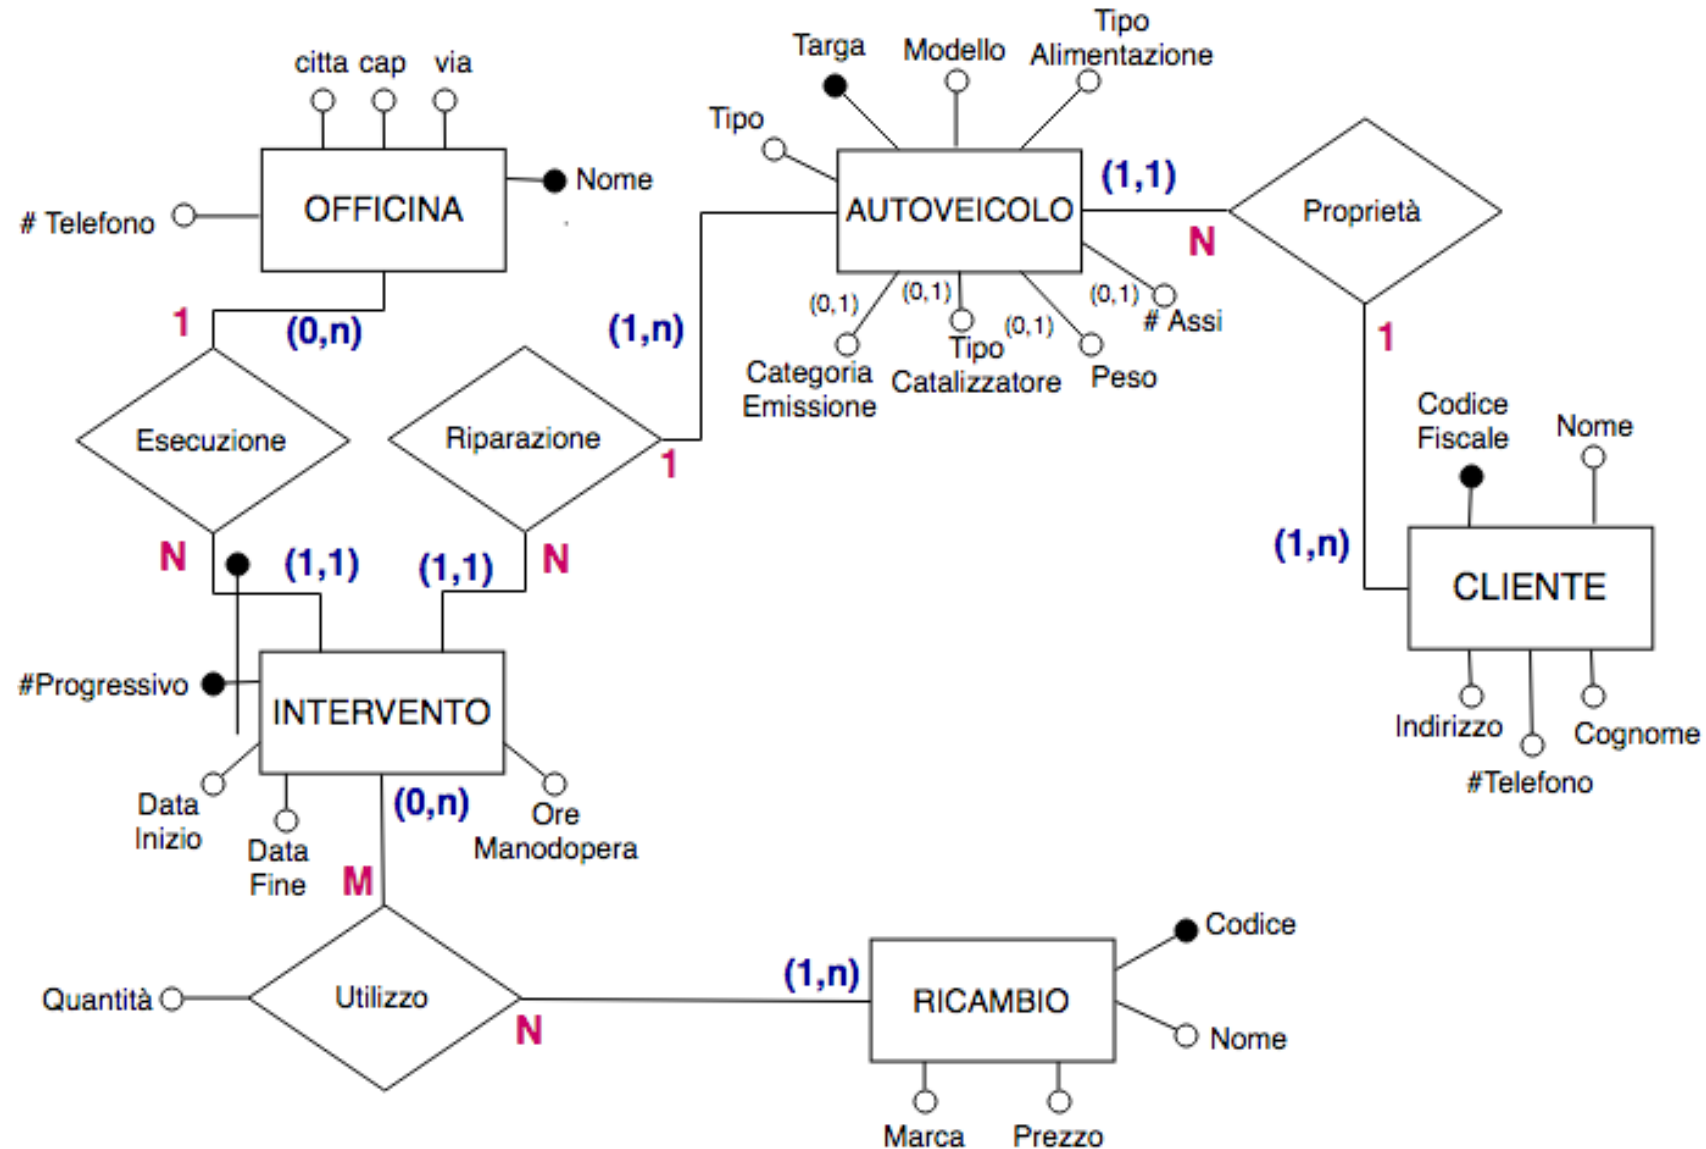 citta cap via
# Telefono
OFFICINA
Nome
1
(0,n)
Esecuzione
N
(1,1)
Targa
Modello
Tipo
Alimentazione
Tipo
AUTOVEICOLO
(1,1)
N
Proprietà
(0,1)
(0,1)
(0,1)
(0,1)
# Assi
Categoria
Emissione
Tipo
Catalizzatore
Peso
(1,n)
Riparazione
1
(1,1)
N
1
(1,n)
Codice
Fiscale
Nome
CLIENTE
Indirizzo
#Telefono
Cognome
#Progressivo
INTERVENTO
Data
Inizio
Data
Fine
(0,n)
Ore
Manodopera
M
Quantità
Utilizzo
N
(1,n)
RICAMBIO
Codice
Nome
Marca
Prezzo